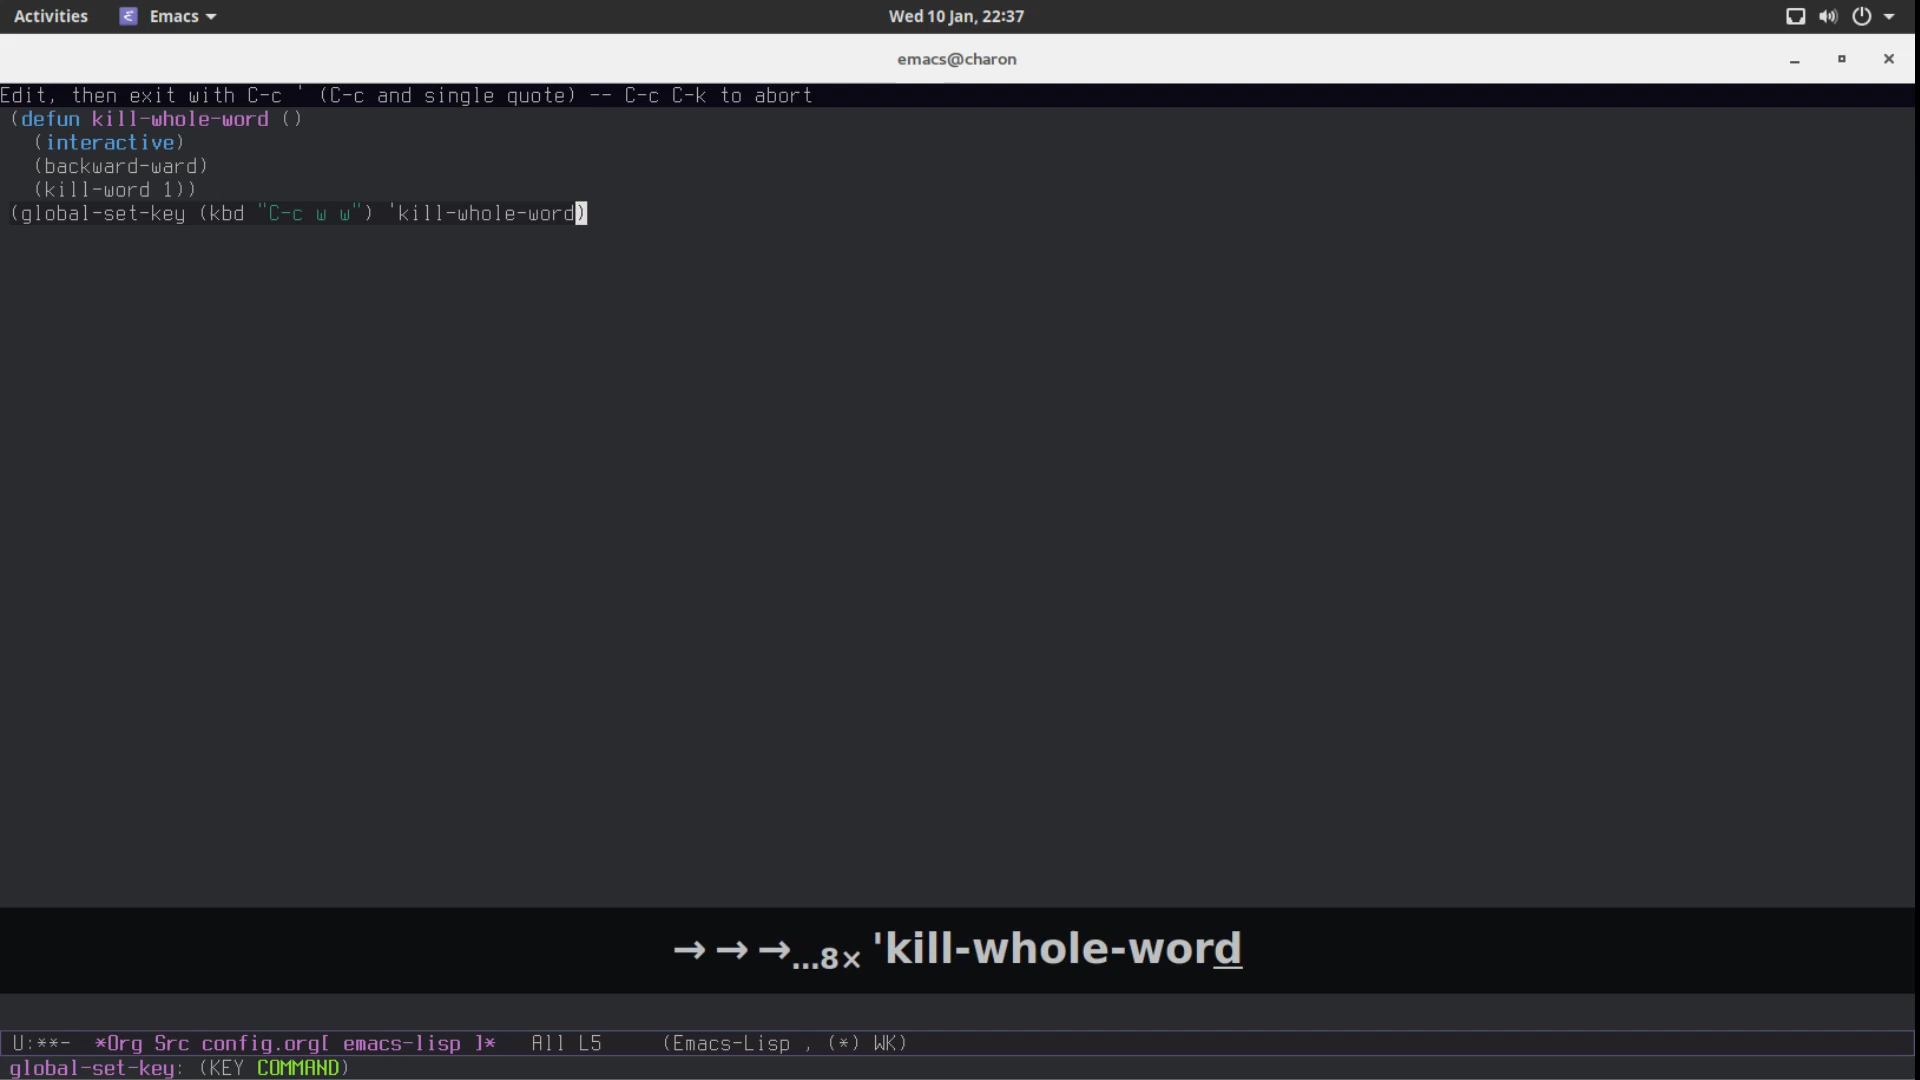 Activities Emacs Wed 10 Jan, 22:37
emacs@charon
Edit, then exit with C-c ' (C-c and single quote) -- C-c C-k to abort
(defun kill-whole-word ()
(interactive)
(backward-ward)
(kill-word 1))
(global-set-key (kbd "C-c w w") 'kill-whole-word)
→ → →...8× 'kill-whole-word
U:**- *Org Src config.org[ emacs-lisp ]* All L5 (Emacs-Lisp , (*) WK)
global-set-key: (KEY COMMAND)